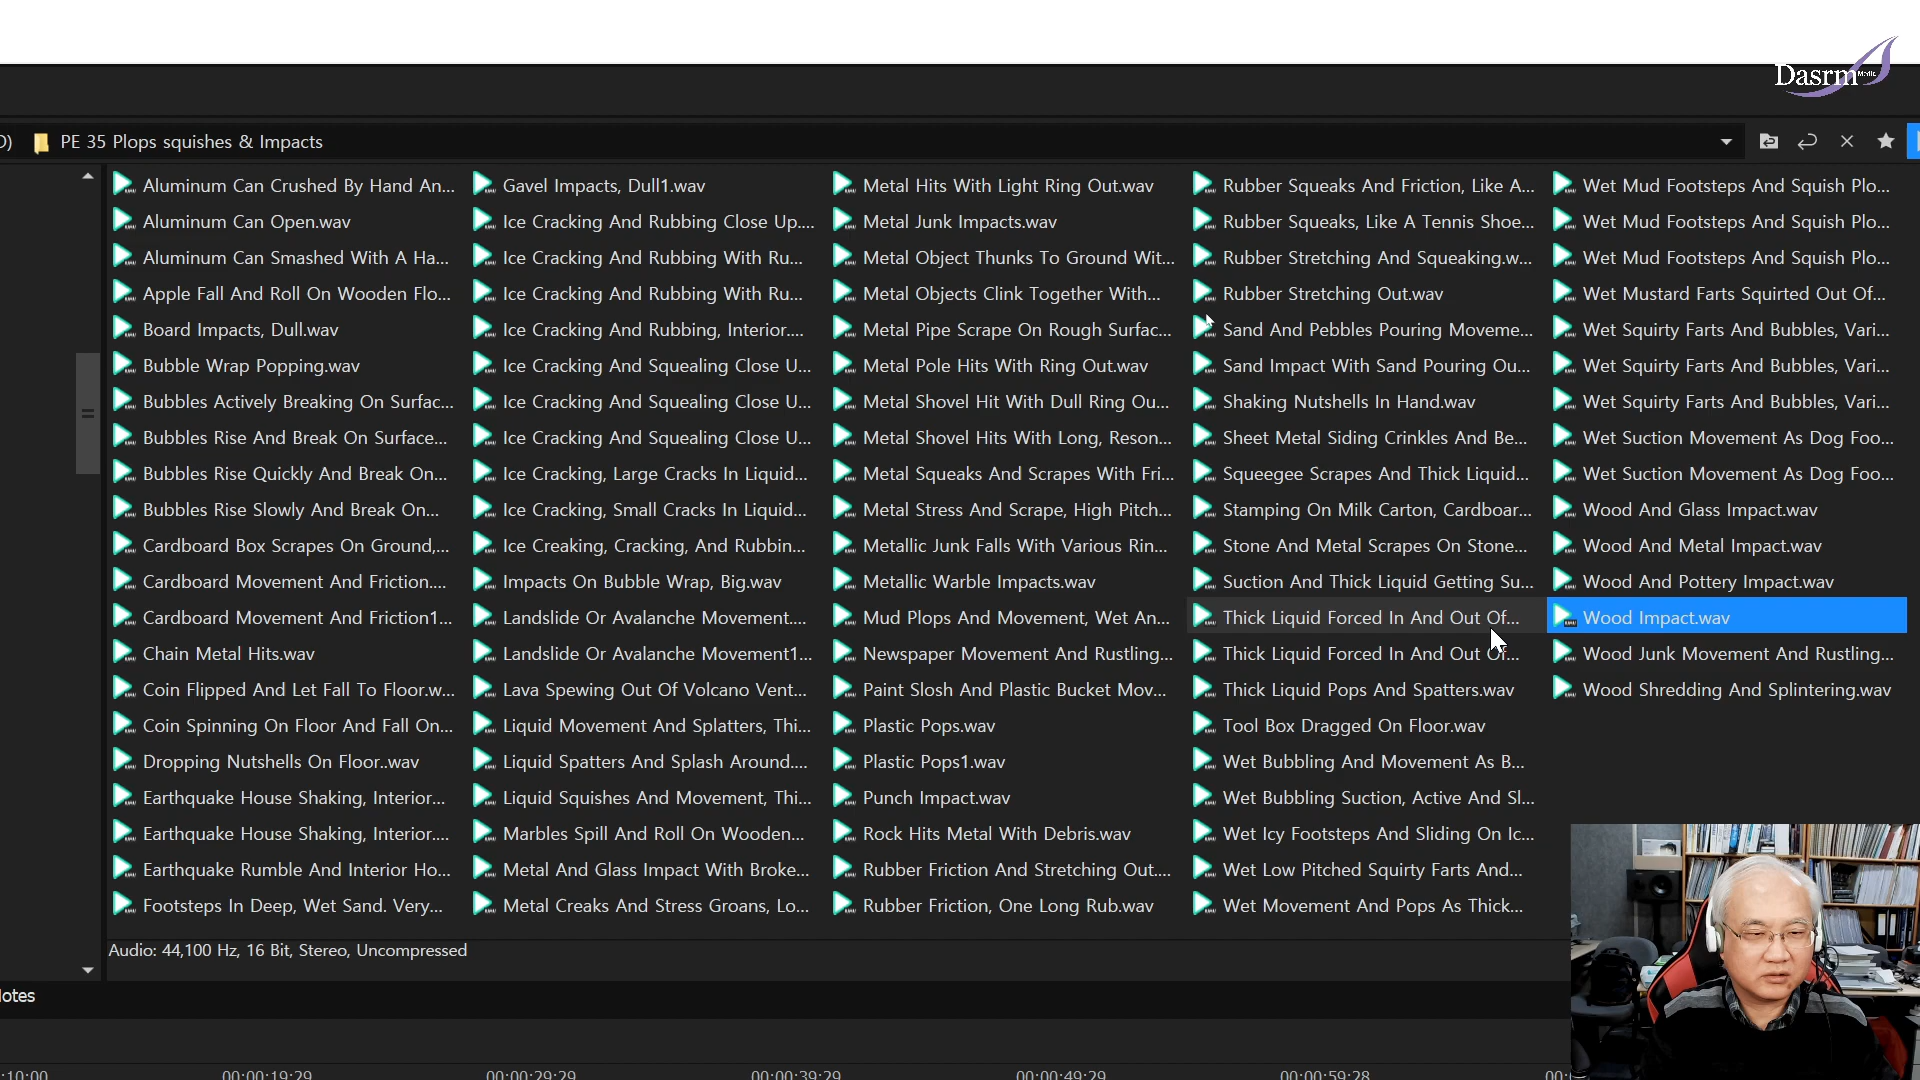 Dasrm Media
D) PE 35 Plops squishes & Impacts
Aluminum Can Crushed By Hand An...
Aluminum Can Open.wav
Aluminum Can Smashed With A Ha...
Apple Fall And Roll On Wooden Flo...
Board Impacts, Dull.wav
Bubble Wrap Popping.wav
Bubbles Actively Breaking On Surfac...
Bubbles Rise And Break On Surface...
Bubbles Rise Quickly And Break On...
Bubbles Rise Slowly And Break On...
Cardboard Box Scrapes On Ground,...
Cardboard Movement And Friction....
Cardboard Movement And Friction1...
Chain Metal Hits.wav
Coin Flipped And Let Fall To Floor.w...
Coin Spinning On Floor And Fall On...
Dropping Nutshells On Floor..wav
Earthquake House Shaking, Interior...
Earthquake House Shaking, Interior....
Earthquake Rumble And Interior Ho...
Footsteps In Deep, Wet Sand. Very...
Gavel Impacts, Dull1.wav
Ice Cracking And Rubbing Close Up....
Ice Cracking And Rubbing With Ru...
Ice Cracking And Rubbing With Ru...
Ice Cracking And Rubbing, Interior....
Ice Cracking And Squealing Close U...
Ice Cracking And Squealing Close U...
Ice Cracking And Squealing Close U...
Ice Cracking, Large Cracks In Liquid...
Ice Cracking, Small Cracks In Liquid...
Ice Creaking, Cracking, And Rubbin...
Impacts On Bubble Wrap, Big.wav
Landslide Or Avalanche Movement....
Landslide Or Avalanche Movement1...
Lava Spewing Out Of Volcano Vent...
Liquid Movement And Splatters, Thi...
Liquid Spatters And Splash Around....
Liquid Squishes And Movement, Thi...
Marbles Spill And Roll On Wooden...
Metal And Glass Impact With Broke...
Metal Creaks And Stress Groans, Lo...
Metal Hits With Light Ring Out.wav
Metal Junk Impacts.wav
Metal Object Thunks To Ground Wit...
Metal Objects Clink Together With...
Metal Pipe Scrape On Rough Surfac...
Metal Pole Hits With Ring Out.wav
Metal Shovel Hit With Dull Ring Ou...
Metal Shovel Hits With Long, Reson...
Metal Squeaks And Scrapes With Fri...
Metal Stress And Scrape, High Pitch...
Metallic Junk Falls With Various Rin...
Metallic Warble Impacts.wav
Mud Plops And Movement, Wet An...
Newspaper Movement And Rustling...
Paint Slosh And Plastic Bucket Mov...
Plastic Pops.wav
Plastic Pops1.wav
Punch Impact.wav
Rock Hits Metal With Debris.wav
Rubber Friction And Stretching Out....
Rubber Friction, One Long Rub.wav
Rubber Squeaks And Friction, Like A...
Rubber Squeaks, Like A Tennis Shoe...
Rubber Stretching And Squeaking.w...
Rubber Stretching Out.wav
Sand And Pebbles Pouring Moveme...
Sand Impact With Sand Pouring Ou...
Shaking Nutshells In Hand.wav
Sheet Metal Siding Crinkles And Be...
Squeegee Scrapes And Thick Liquid...
Stamping On Milk Carton, Cardboar...
Stone And Metal Scrapes On Stone...
Suction And Thick Liquid Getting Su...
Thick Liquid Forced In And Out Of...
Thick Liquid Forced In And Out Of...
Thick Liquid Pops And Spatters.wav
Tool Box Dragged On Floor.wav
Wet Bubbling And Movement As B...
Wet Bubbling Suction, Active And Sl...
Wet Icy Footsteps And Sliding On Ic...
Wet Low Pitched Squirty Farts And...
Wet Movement And Pops As Thick...
Wet Mud Footsteps And Squish Plo...
Wet Mud Footsteps And Squish Plo...
Wet Mud Footsteps And Squish Plo...
Wet Mustard Farts Squirted Out Of...
Wet Squirty Farts And Bubbles, Vari...
Wet Squirty Farts And Bubbles, Vari...
Wet Squirty Farts And Bubbles, Vari...
Wet Suction Movement As Dog Foo...
Wet Suction Movement As Dog Foo...
Wood And Glass Impact.wav
Wood And Metal Impact.wav
Wood And Pottery Impact.wav
Wood Impact.wav
Wood Junk Movement And Rustling...
Wood Shredding And Splintering.wav
Audio: 44,100 Hz, 16 Bit, Stereo, Uncompressed
lotes
:10:00 00:00:19:29 00:00:29:29 00:00:39:29 00:00:49:29 00:00:59:28 00: